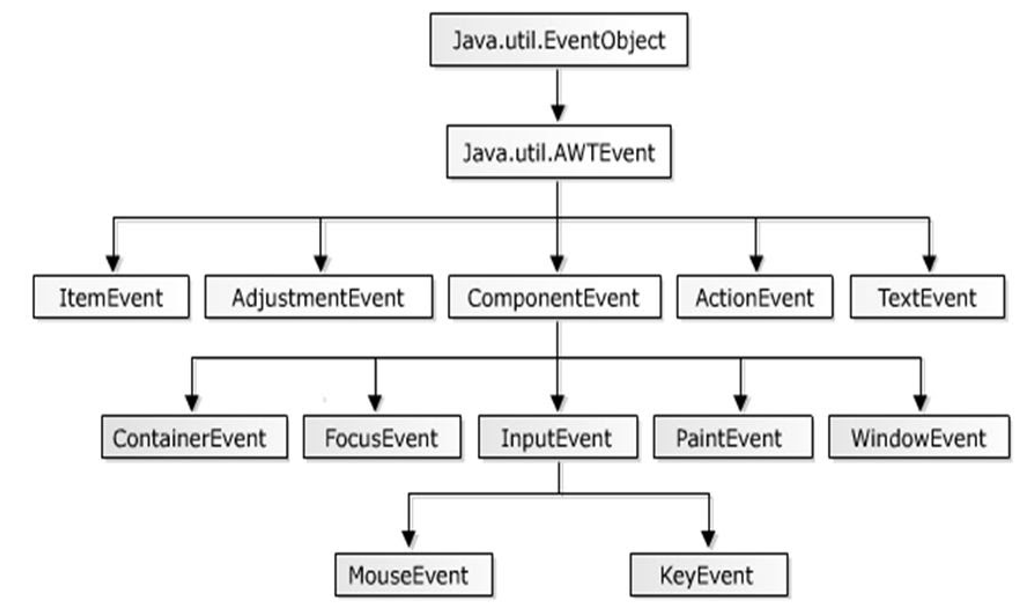 Java.util.EventObject
Java.util.AWTEvent
ItemEvent
AdjustmentEvent
ComponentEvent
ActionEvent
TextEvent
ContainerEvent
FocusEvent
InputEvent
PaintEvent
WindowEvent
MouseEvent
KeyEvent